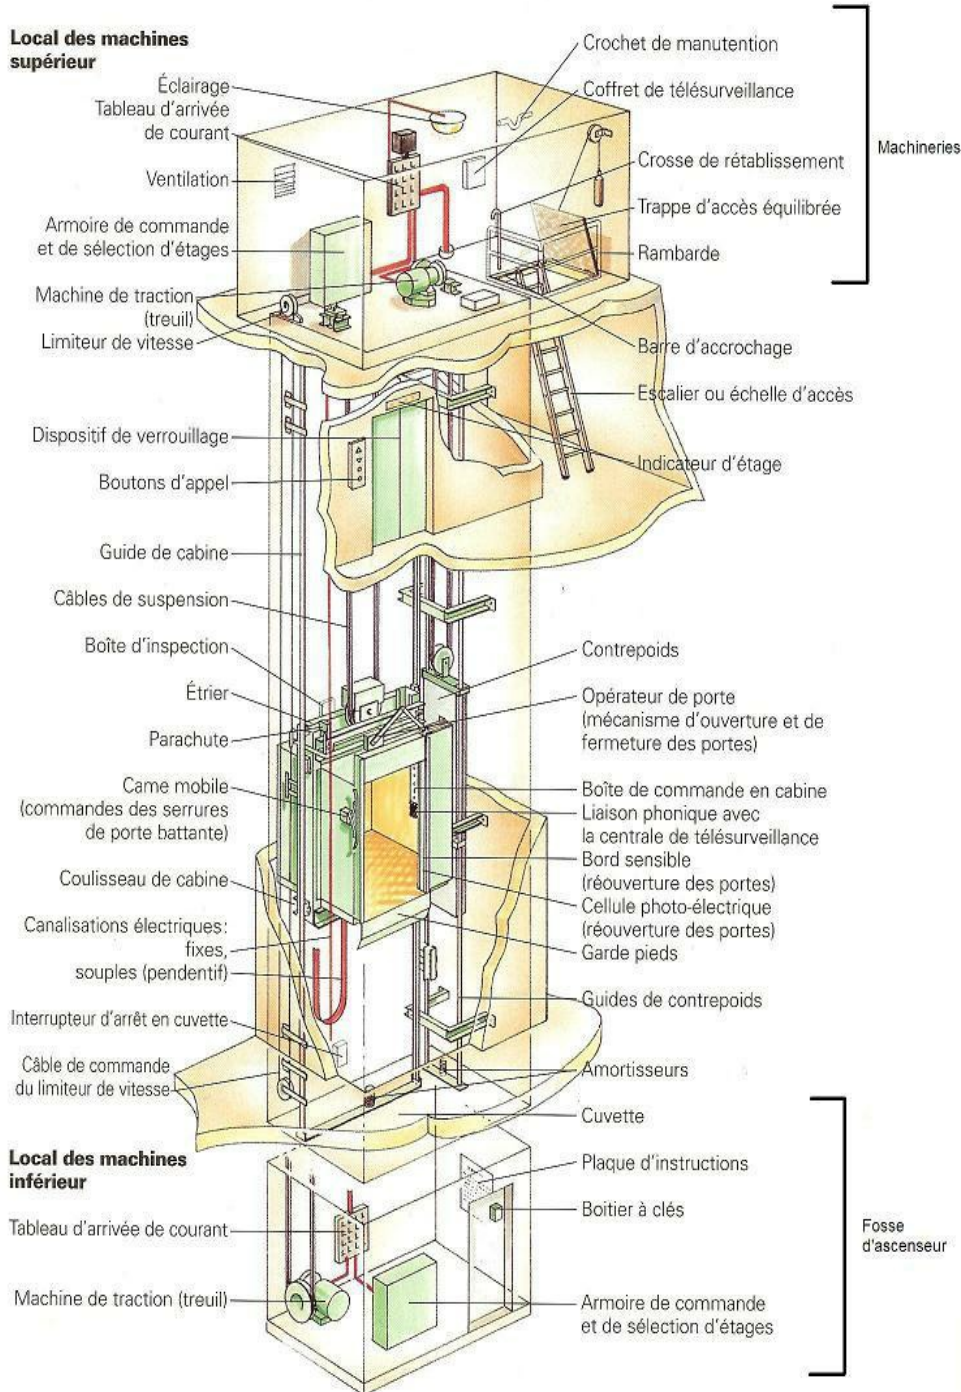 Local des machines
supérieur
Éclairage
Tableau d'arrivée
de courant
Ventilation
Armoire de commande
et de sélection d'étages
Machine de traction
(treuil)
Limiteur de vitesse
Dispositif de verrouillage
Boutons d'appel
Guide de cabine
Câbles de suspension
Boîte d'inspection
Étrier
Parachute
Came mobile
(commandes des serrures
de porte battante)
Coulisseau de cabine
Canalisations électriques:
fixes,
souples (pendentif)
Interrupteur d'arrêt en cuvette
Câble de commande
du limiteur de vitesse
Local des machines
inférieur
Tableau d'arrivée de courant
Machine de traction (treuil)
Crochet de manutention
Coffret de télésurveillance
Crosse de rétablissement
Trappe d'accès équilibrée
Rambarde
Barre d'accrochage
Escalier ou échelle d'accès
Indicateur d'étage
Contrepoids
Opérateur de porte
(mécanisme d'ouverture et de
fermeture des portes)
Boîte de commande en cabine
Liaison phonique avec
la centrale de télésurveillance
Bord sensible
(réouverture des portes)
Cellule photo-électrique
(réouverture des portes)
Garde pieds
Guides de contrepoids
Amortisseurs
Cuvette
Plaque d'instructions
Boitier à clés
Armoire de commande
et de sélection d'étages
Machineries
Fosse
d'ascenseur